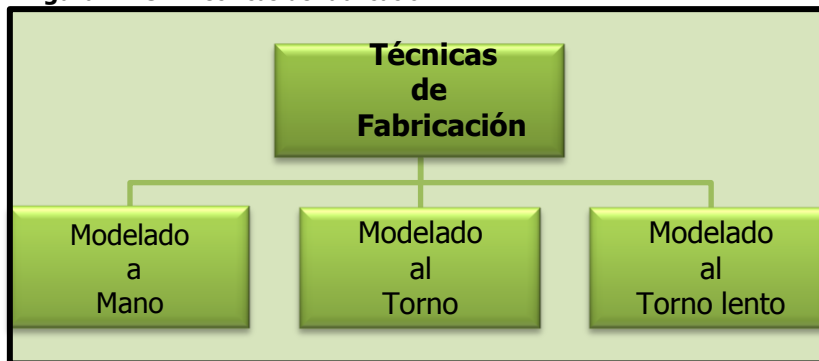 Técnicas
de
Fabricación
Modelado
a
Mano
Modelado
al
Torno
Modelado
al
Torno lento